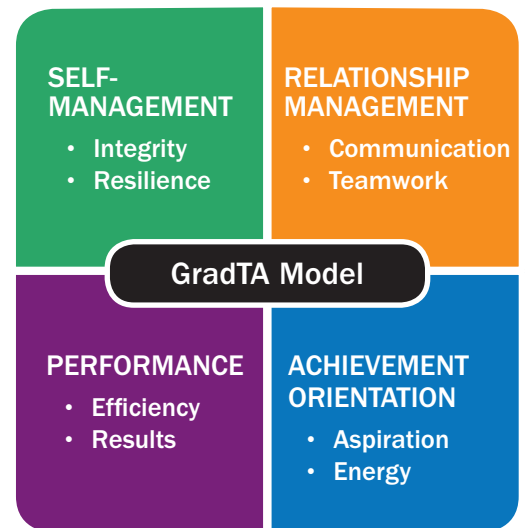 SELF-
MANAGEMENT
• Integrity
• Resilience
RELATIONSHIP
MANAGEMENT
• Communication
• Teamwork
GradTA Model
PERFORMANCE
• Efficiency
• Results
ACHIEVEMENT
ORIENTATION
• Aspiration
• Energy